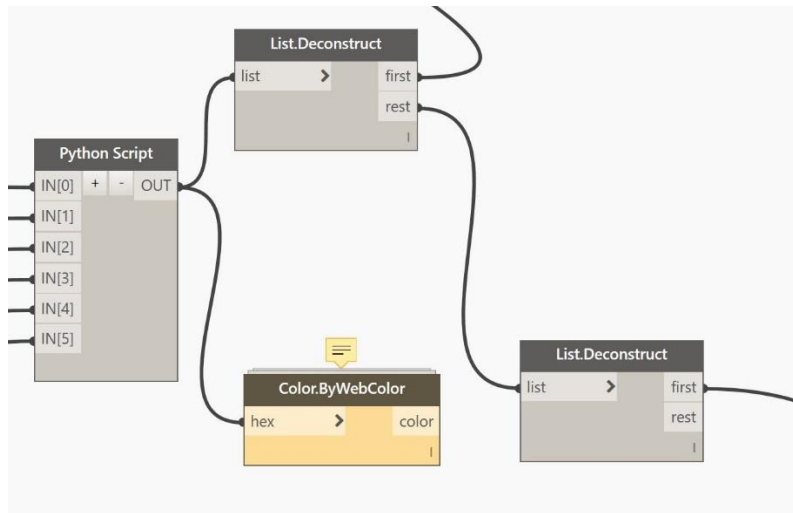 List.Deconstruct
list > first
rest
l
Python Script
IN[0] + - OUT
IN[1]
IN[2]
IN[3]
IN[4]
IN[5]
Color.ByWebColor
hex > color
l
List.Deconstruct
list > first
rest
l